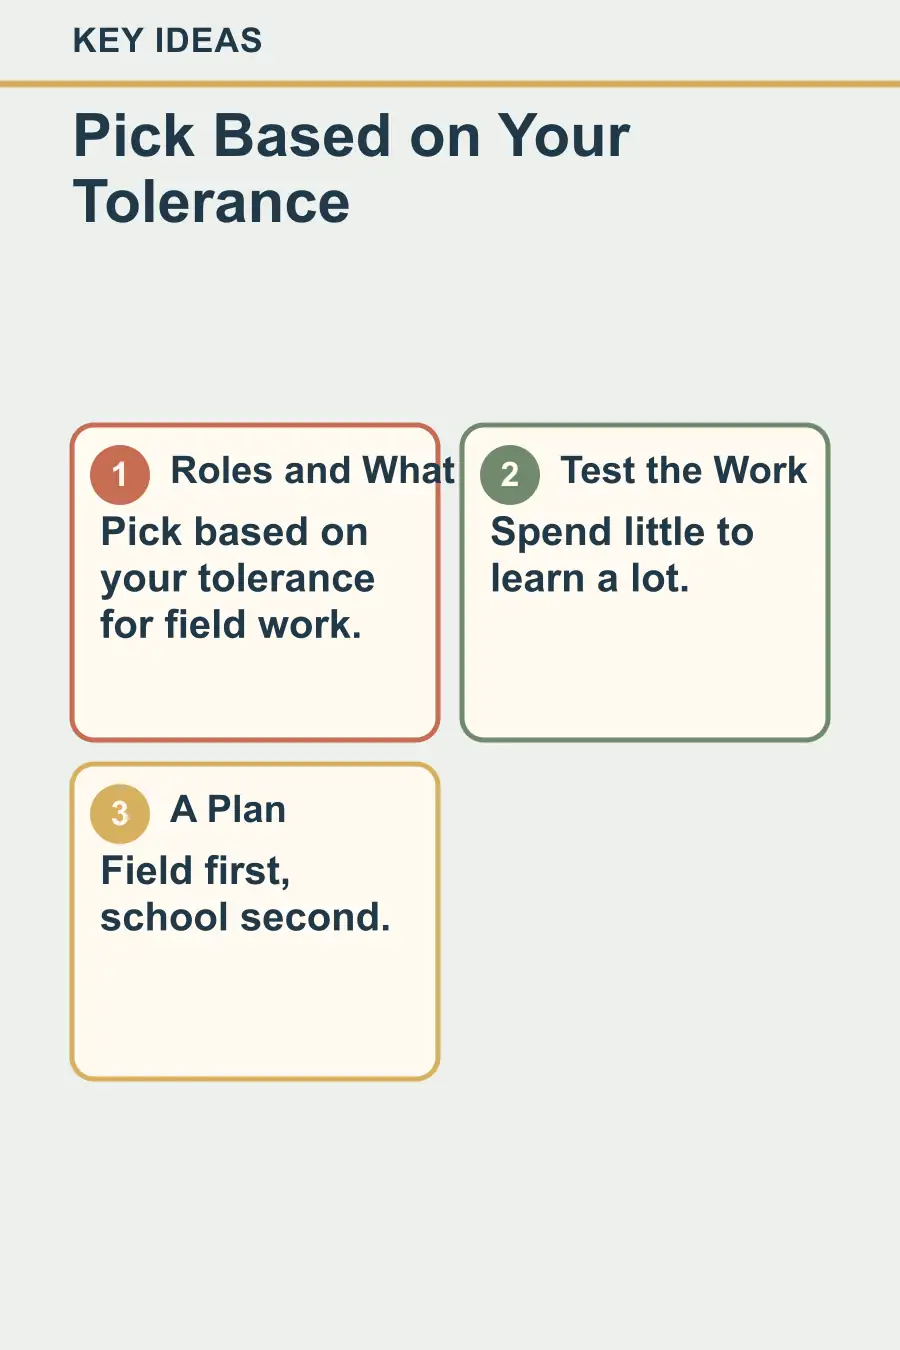 KEY IDEAS
Pick Based on Your
Tolerance
1 Roles and What
Pick based on
your tolerance
for field work.
2 Test the Work
Spend little to
learn a lot.
3 A Plan
Field first,
school second.